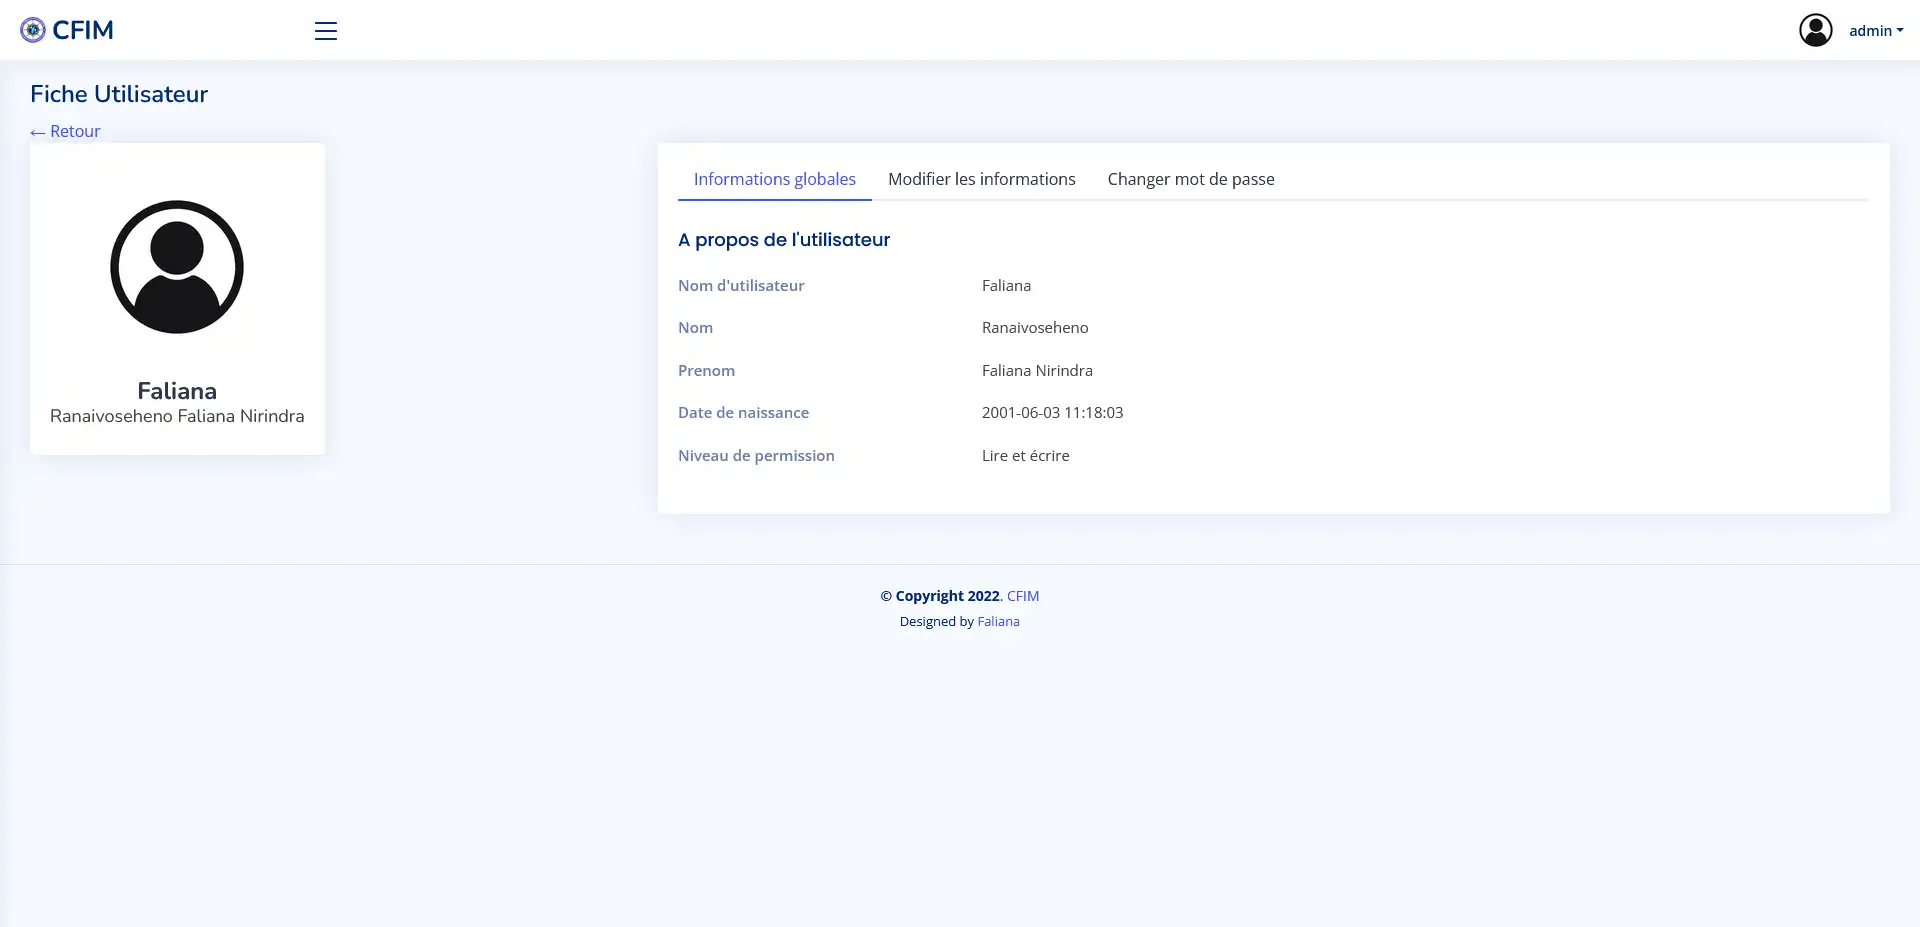 CFIM
admin
Fiche Utilisateur
← Retour
Faliana
Ranaivoseheno Faliana Nirindra
Informations globales Modifier les informations Changer mot de passe
A propos de l'utilisateur
Nom d'utilisateur Faliana
Nom Ranaivoseheno
Prenom Faliana Nirindra
Date de naissance 2001-06-03 11:18:03
Niveau de permission Lire et écrire
© Copyright 2022. CFIM
Designed by Faliana